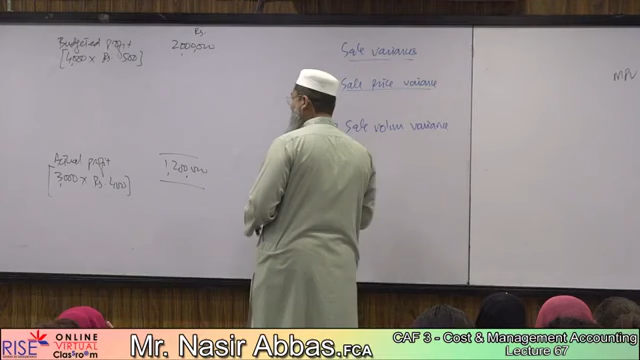 Rs.
Budgeted profit 2,000,000
[4,000 x Rs. 500]
Sale variances
Sale price variance
Sale volum variance
MPV
Actual profit 1,200,000
[3,000 x Rs. 400]
RISE
ONLINE
VIRTUAL
Classroom
Mr. Nasir Abbas.FCA
CAF 3 - Cost & Management Accounting
Lecture 67